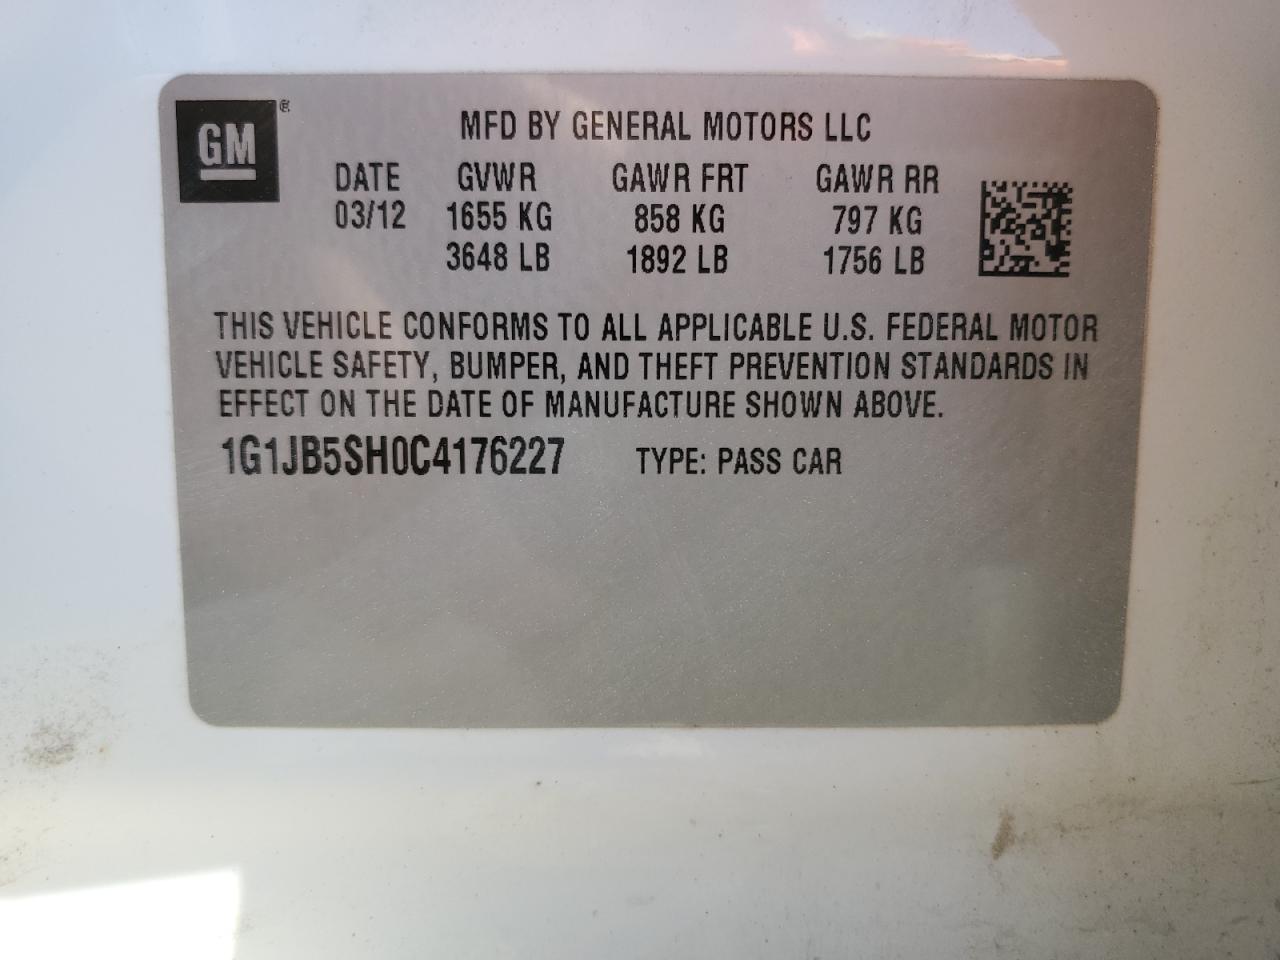 GM®
MFD BY GENERAL MOTORS LLC
DATE GVWR GAWR FRT GAWR RR
03/12 1655 KG 858 KG 797 KG
3648 LB 1892 LB 1756 LB
THIS VEHICLE CONFORMS TO ALL APPLICABLE U.S. FEDERAL MOTOR
VEHICLE SAFETY, BUMPER, AND THEFT PREVENTION STANDARDS IN
EFFECT ON THE DATE OF MANUFACTURE SHOWN ABOVE.
1G1JB5SH0C4176227 TYPE: PASS CAR